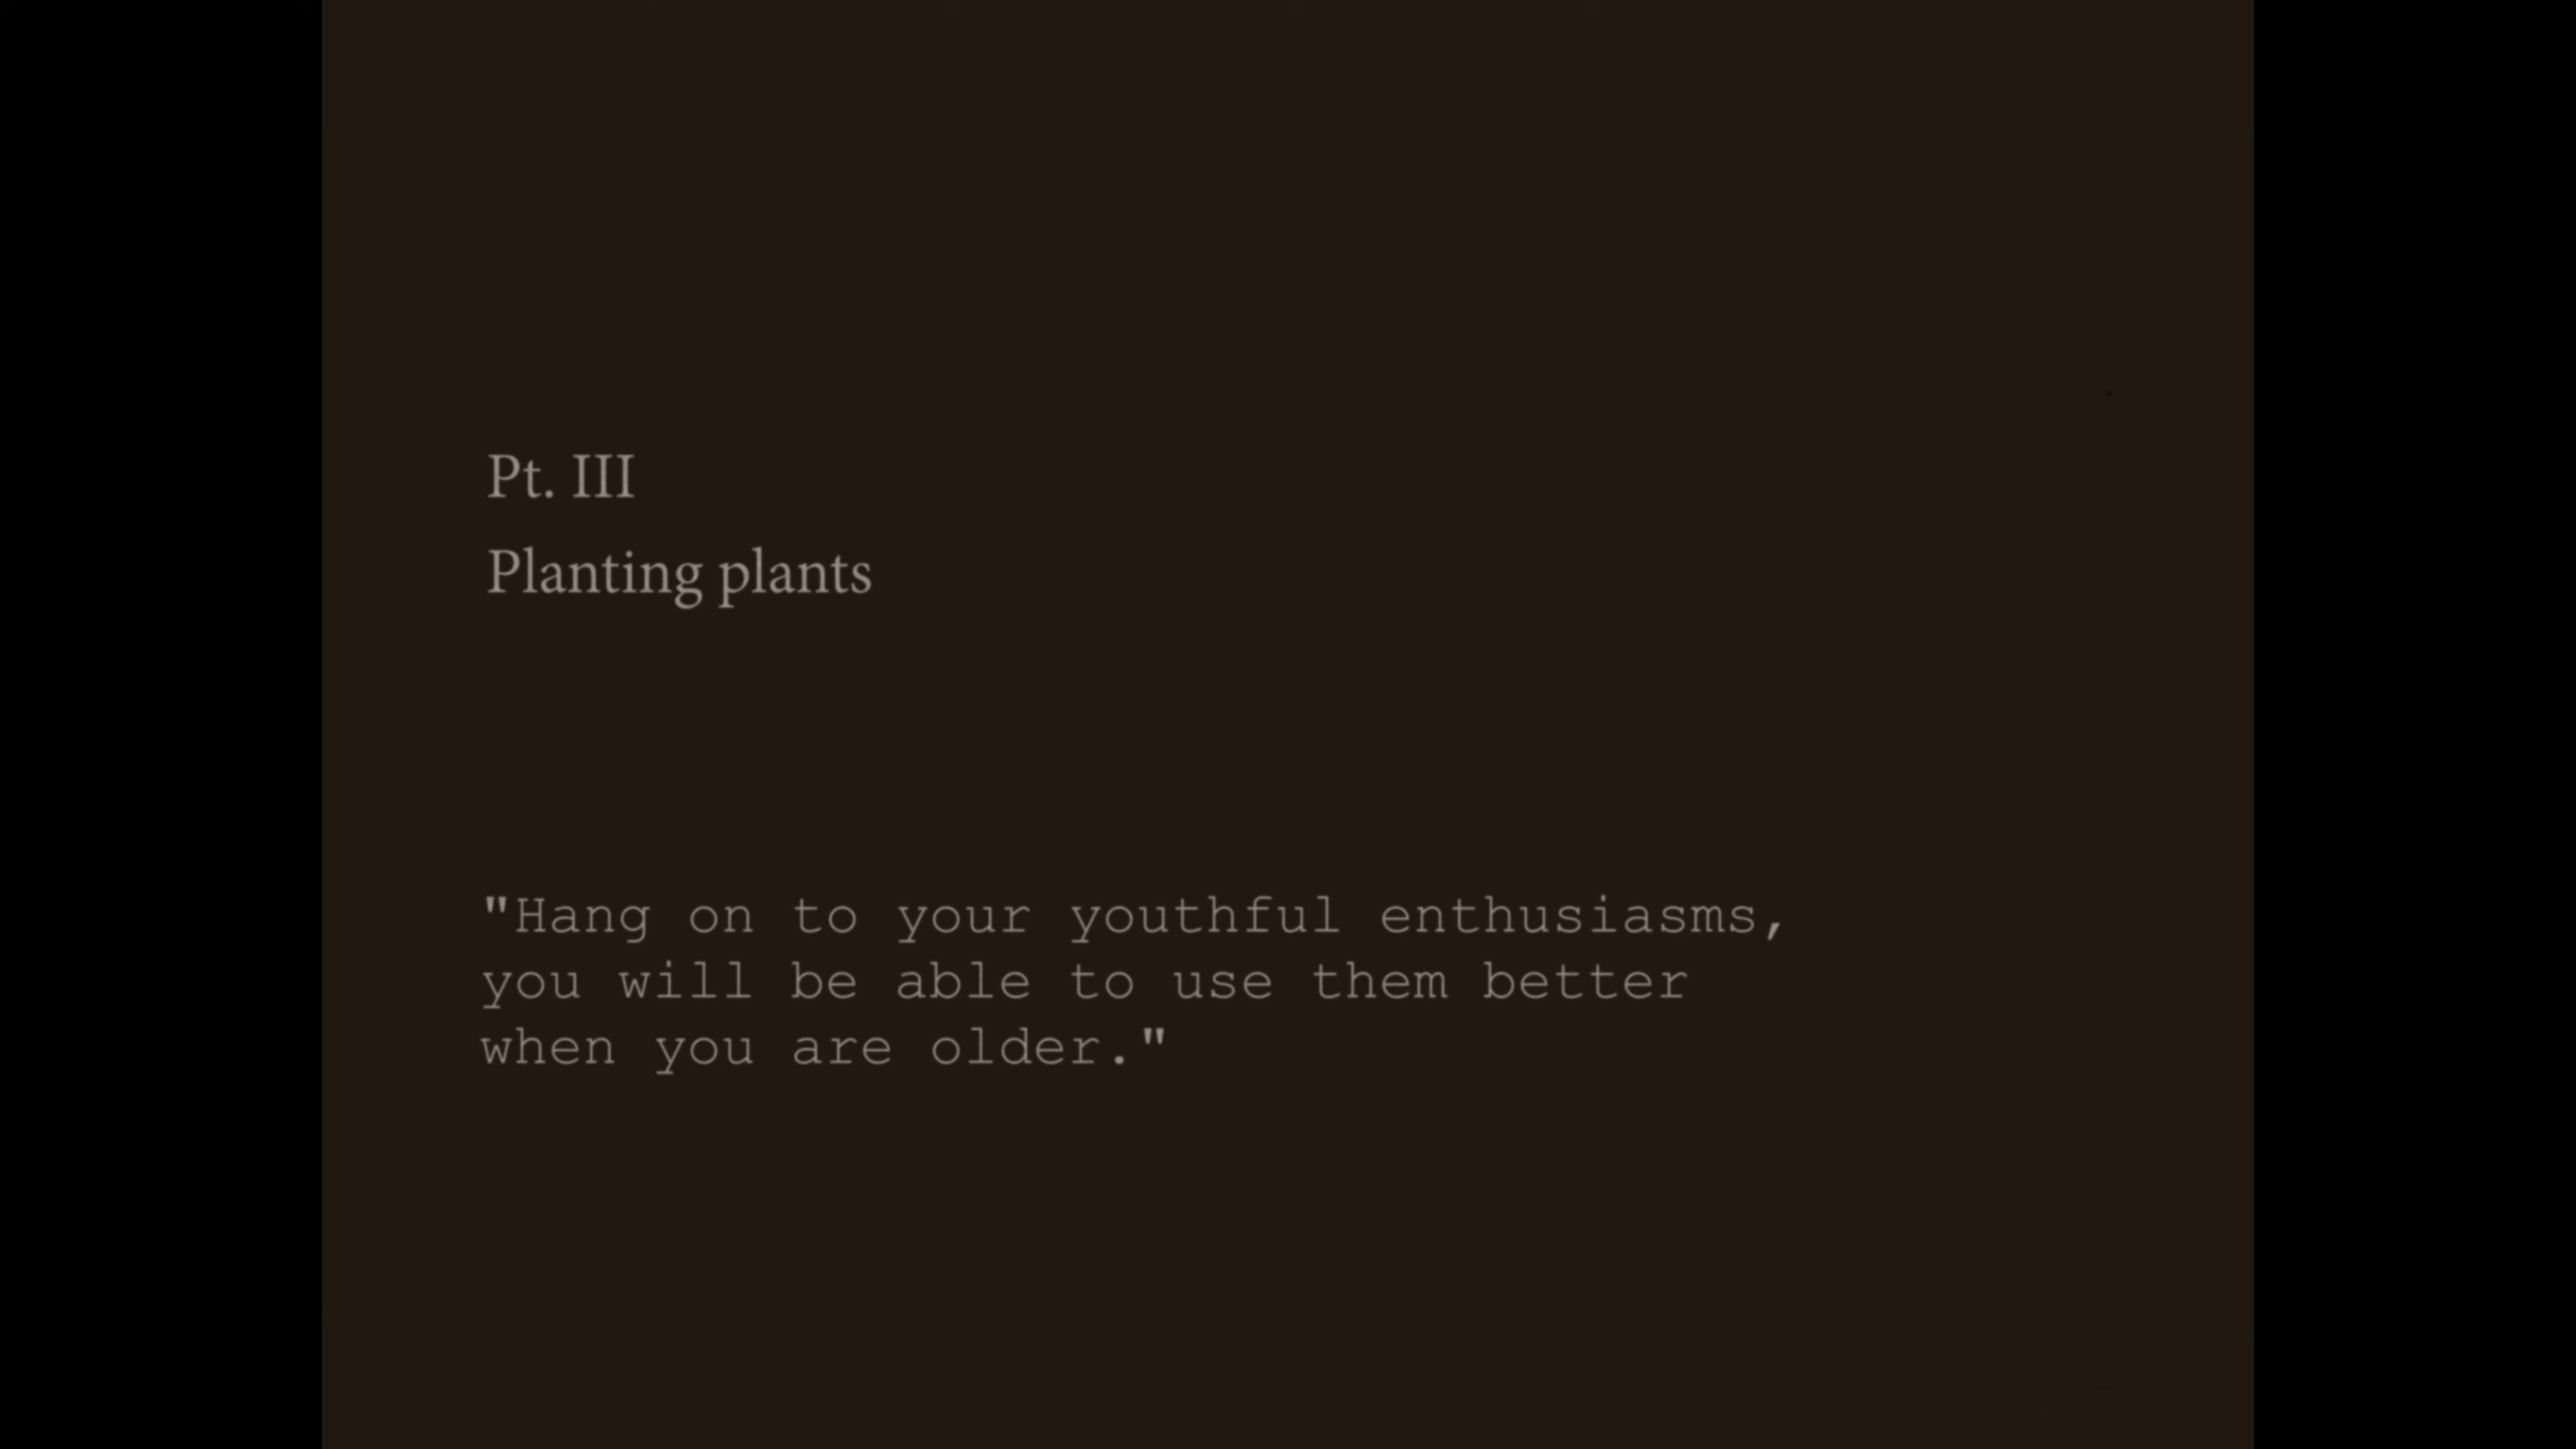 Pt. III
Planting plants
"Hang on to your youthful enthusiasms,
you will be able to use them better
when you are older."